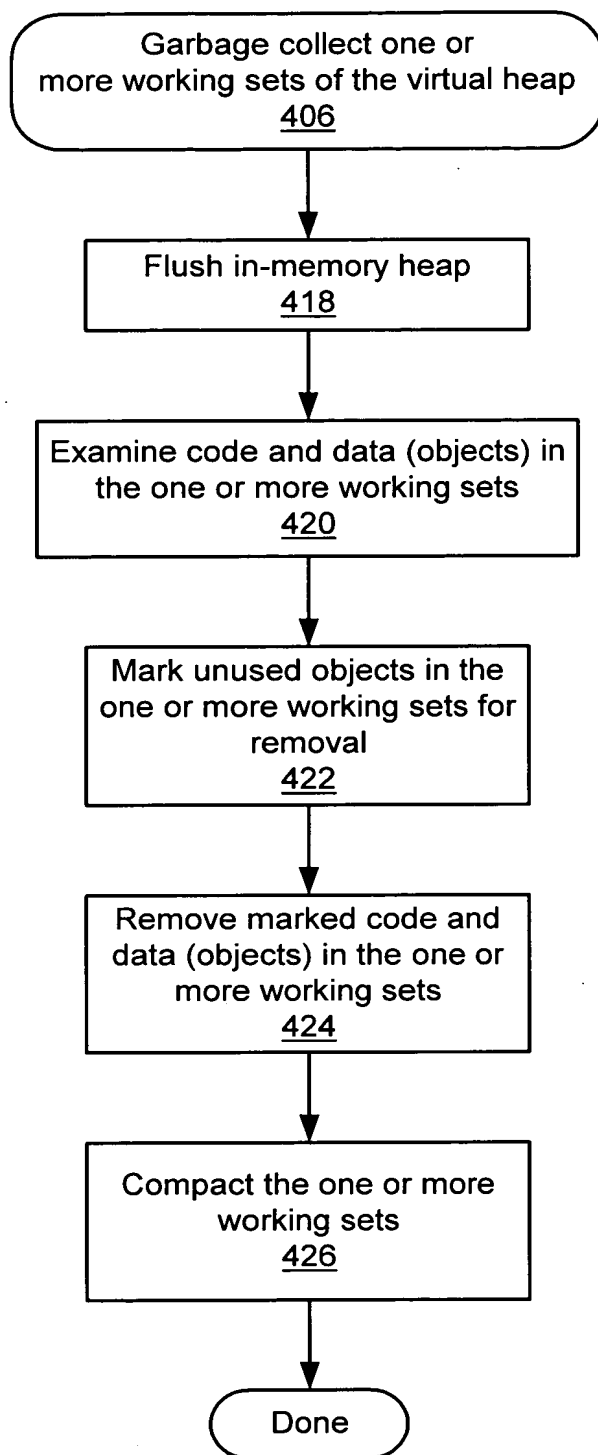 Garbage collect one or
more working sets of the virtual heap
406
Flush in-memory heap
418
Examine code and data (objects) in
the one or more working sets
420
Mark unused objects in the
one or more working sets for
removal
422
Remove marked code and
data (objects) in the one or
more working sets
424
Compact the one or more
working sets
426
Done